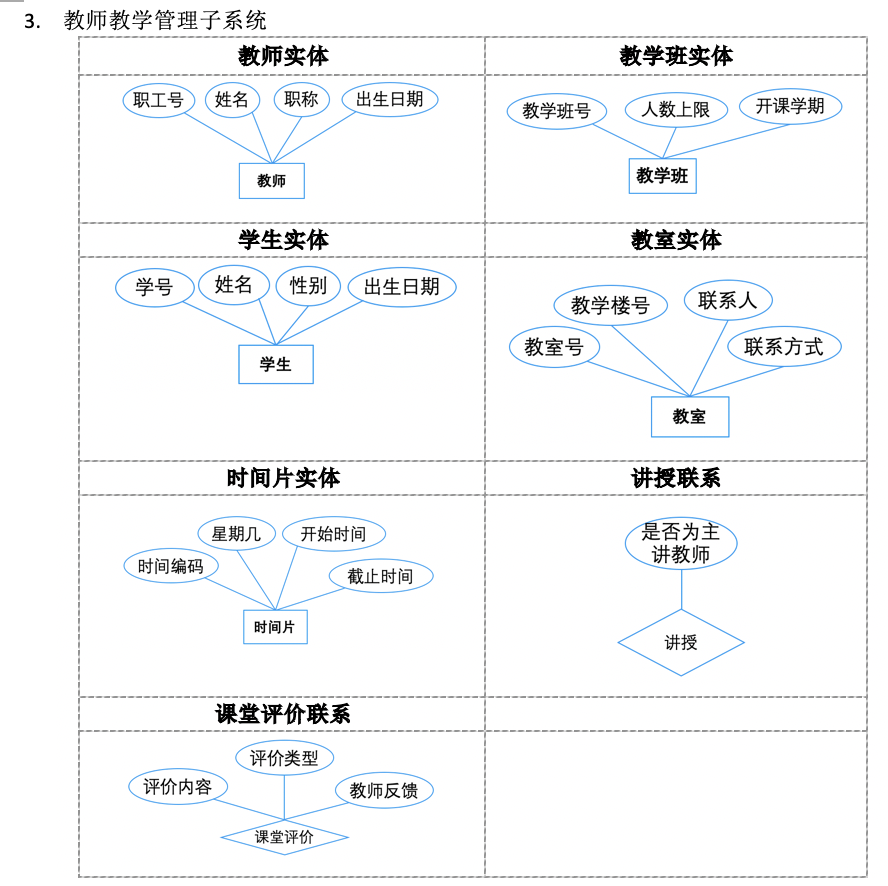 3. 教师教学管理子系统
教师实体
教学班实体
职工号
姓名
职称
出生日期
教师
教学班号
人数上限
开课学期
教学班
学生实体
教室实体
学号
姓名
性别
出生日期
学生
教学楼号
联系人
教室号
联系方式
教室
时间片实体
讲授联系
星期几
开始时间
时间编码
截止时间
时间片
是否为主
讲教师
讲授
课堂评价联系
评价类型
评价内容
教师反馈
课堂评价